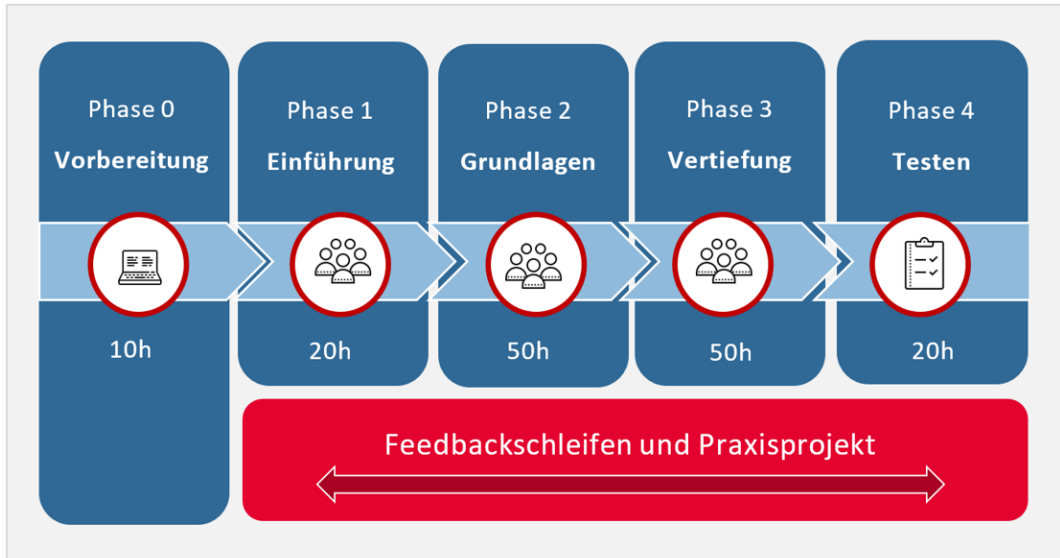 Phase 0
Vorbereitung
10h
Phase 1
Einführung
20h
Phase 2
Grundlagen
50h
Phase 3
Vertiefung
50h
Phase 4
Testen
20h
Feedbackschleifen und Praxisprojekt